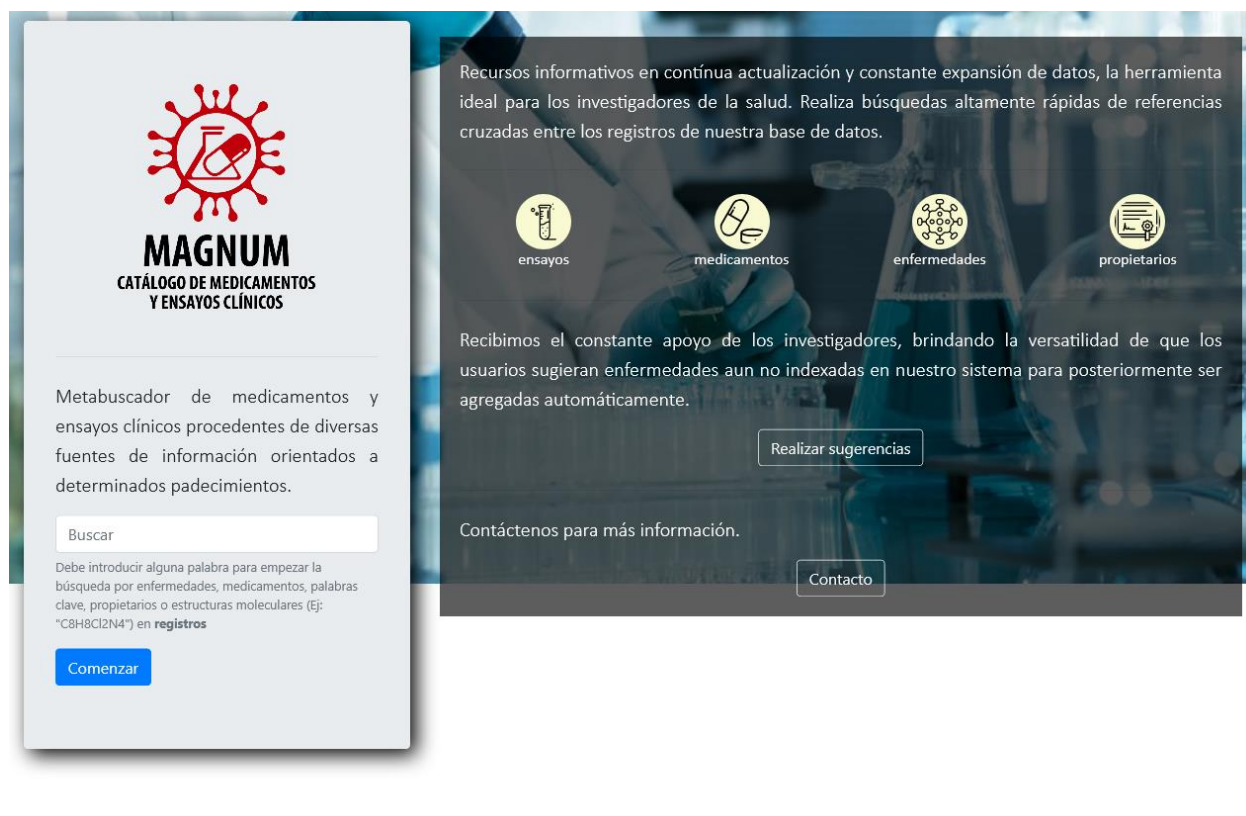 MAGNUM
CATÁLOGO DE MEDICAMENTOS
Y ENSAYOS CLÍNICOS
Metabuscador de medicamentos y
ensayos clínicos procedentes de diversas
fuentes de información orientados a
determinados padecimientos.
Buscar
Debe introducir alguna palabra para empezar la
búsqueda por enfermedades, medicamentos, palabras
clave, propietarios o estructuras moleculares (Ej:
"C8H8Cl2N4") en registros
Comenzar
Recursos informativos en contínua actualización y constante expansión de datos, la herramienta
ideal para los investigadores de la salud. Realiza búsquedas altamente rápidas de referencias
cruzadas entre los registros de nuestra base de datos.
ensayos medicamentos enfermedades propietarios
Recibimos el constante apoyo de los investigadores, brindando la versatilidad de que los
usuarios sugieran enfermedades aun no indexadas en nuestro sistema para posteriormente ser
agregadas automáticamente.
Realizar sugerencias
Contáctenos para más información.
Contacto